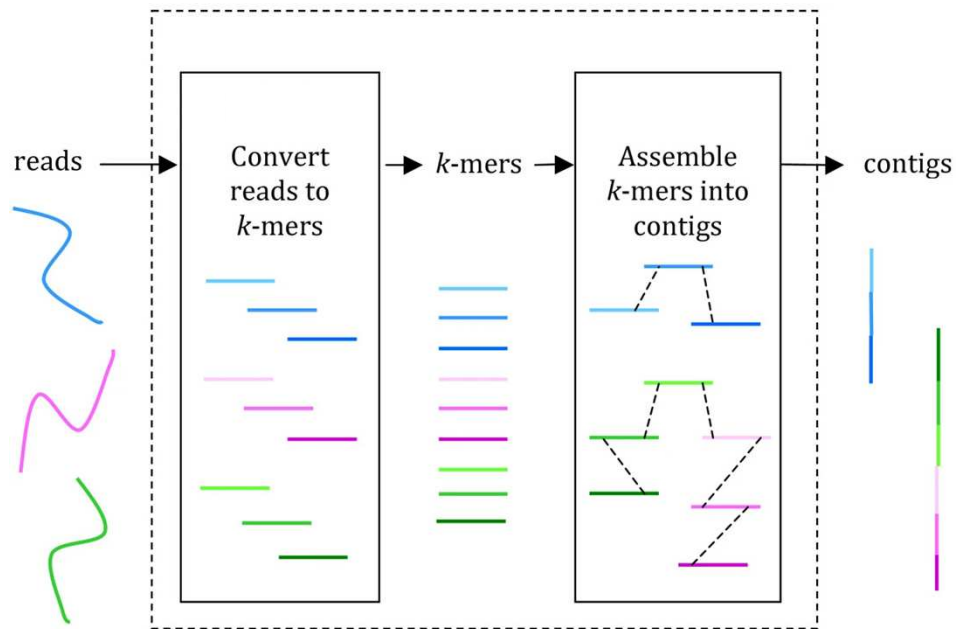 reads
Convert
reads to
k-mers
k-mers
Assemble
k-mers into
contigs
contigs